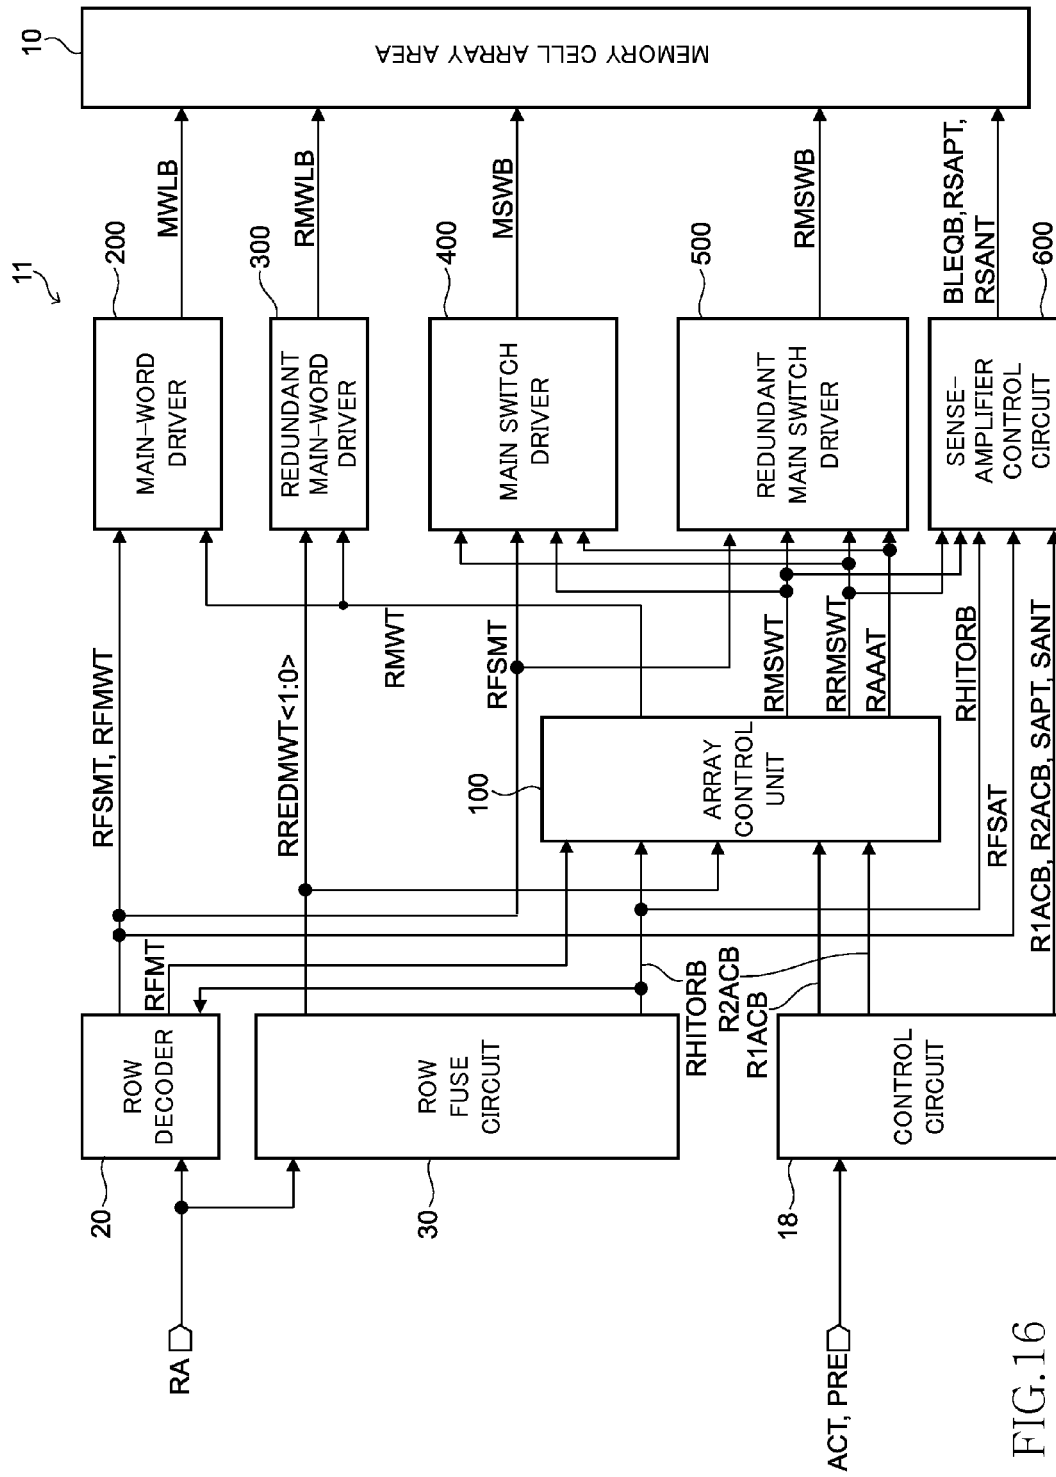 11
10
MEMORY CELL ARRAY AREA
MWLB
RMWLB
MSWB
RMSWB
BLEQB,RSAPT,
RSANT
200
MAIN-WORD
DRIVER
300
REDUNDANT
MAIN-WORD
DRIVER
400
MAIN SWITCH
DRIVER
500
REDUNDANT
MAIN SWITCH
DRIVER
600
SENSE-
AMPLIFIER
CONTROL
CIRCUIT
RFSMT, RFMWT
RREDMWT<1:0>
RMWT
RFSMT
RMSWT
RRMSWT
RAAAT
RHITORB
RFSAT
R1ACB, R2ACB, SAPT, SANT
100
ARRAY
CONTROL
UNIT
RFMT
RHITORB
R2ACB
R1ACB
ROW
DECODER
20
ROW
FUSE
CIRCUIT
30
CONTROL
CIRCUIT
18
RA
ACT, PRE
FIG.16